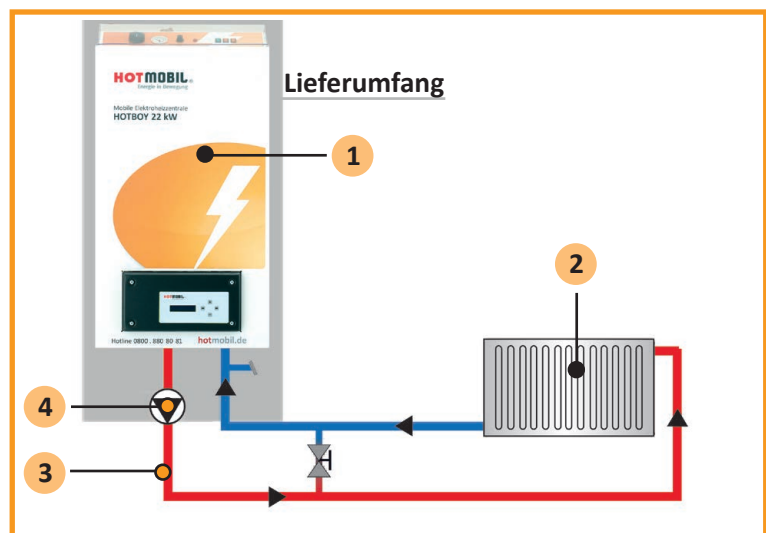 HOTMOBIL®
Energie in Bewegung
Mobile Elektroheizzentrale
HOTBOY 22 kW
Lieferumfang
1
2
HOTMOBIL
Hotline 0800 . 880 80 81 hotmobil.de
4
3